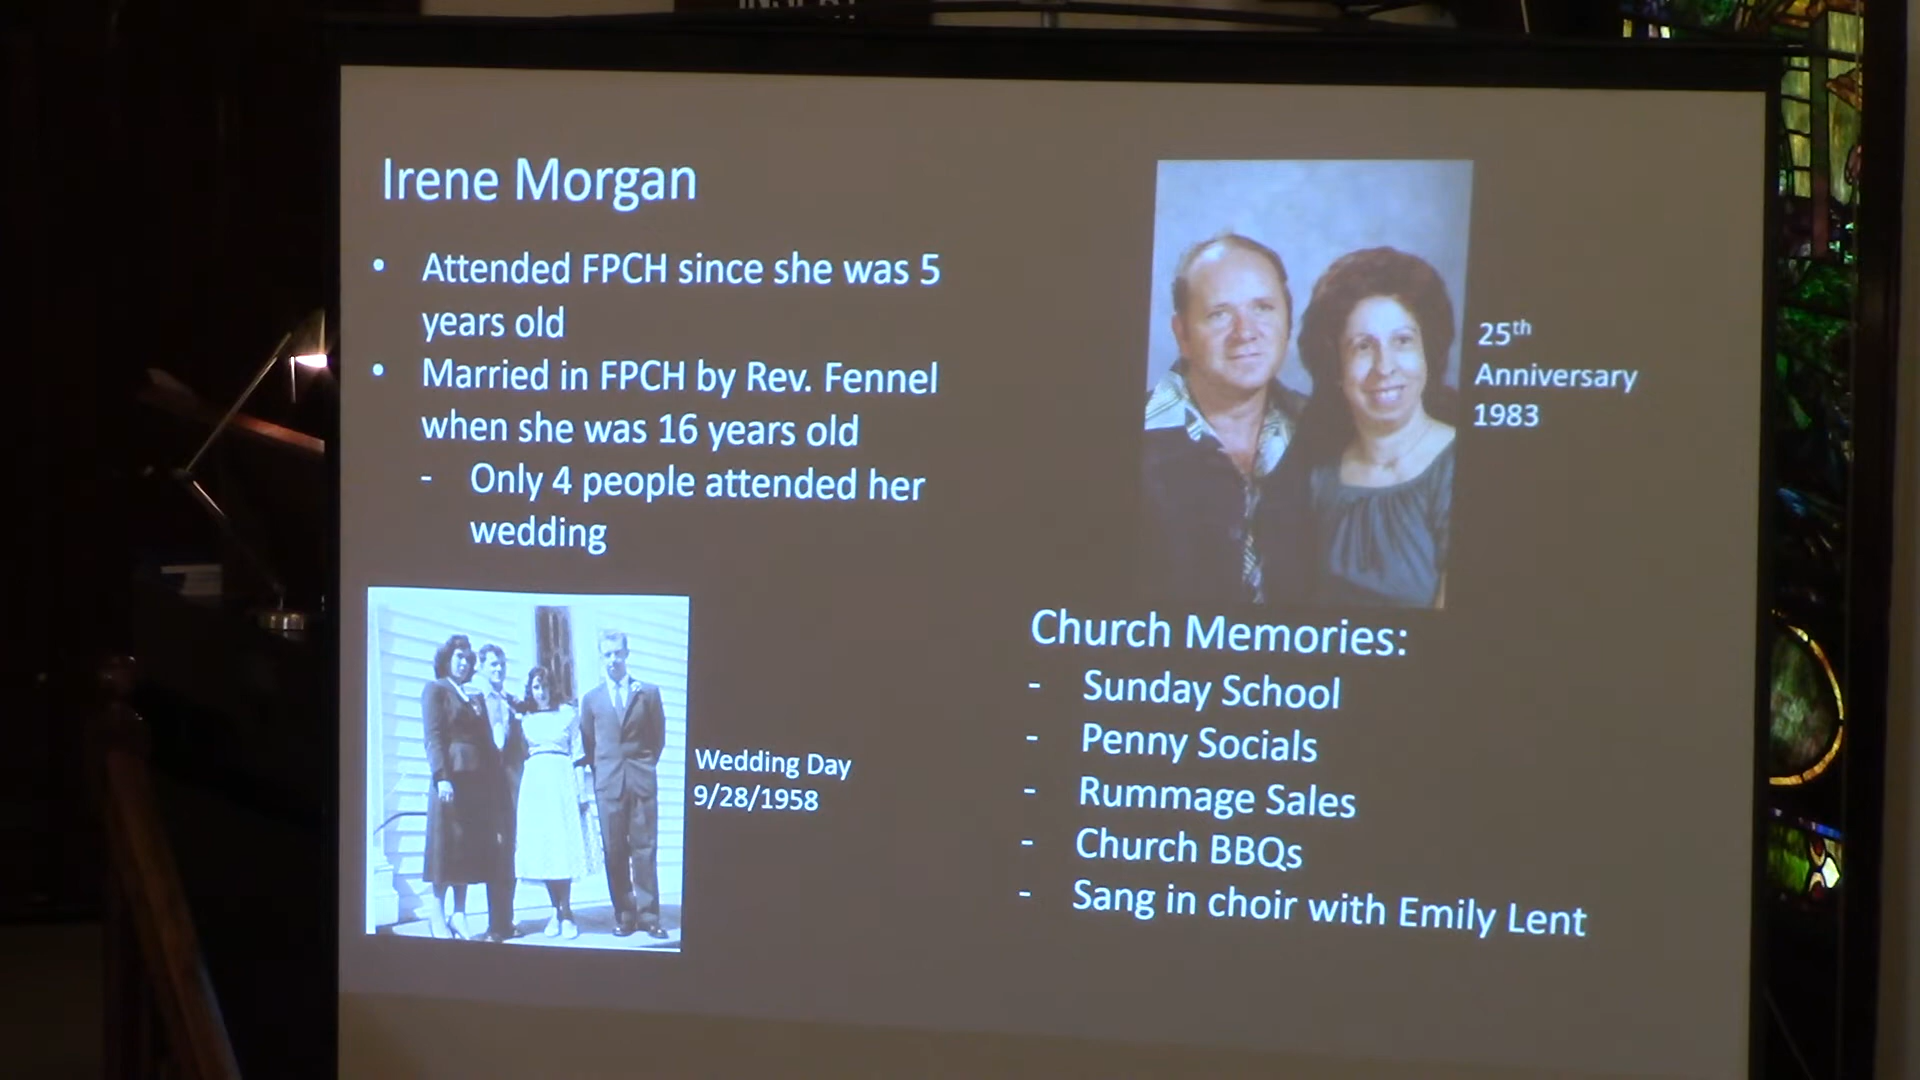 Irene Morgan
• Attended FPCH since she was 5
years old
• Married in FPCH by Rev. Fennel
when she was 16 years old
- Only 4 people attended her
wedding
Wedding Day
9/28/1958
25th
Anniversary
1983
Church Memories:
- Sunday School
- Penny Socials
- Rummage Sales
- Church BBQs
- Sang in choir with Emily Lent